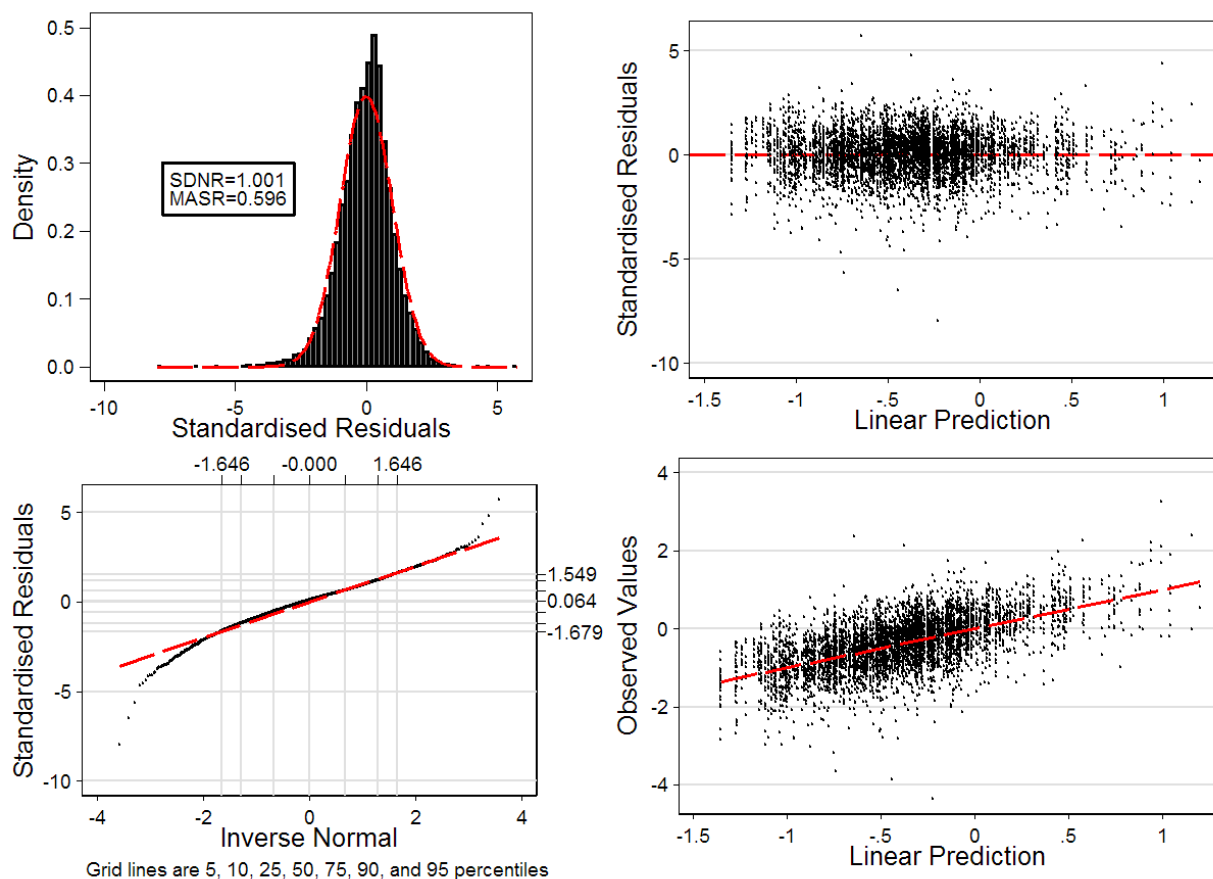 0.5
0.4
0.3
0.2
0.1
0.0
Density
SDNR=1.001
MASR=0.596
-10 -5 0 5
Standardised Residuals
5
0
-5
-10
Standardised Residuals
-1.5 -1 -.5 0 .5 1
Linear Prediction
-1.646 -0.000 1.646
5
0
-5
-10
Standardised Residuals
1.549
0.064
-1.679
-4 -2 0 2 4
Inverse Normal
Grid lines are 5, 10, 25, 50, 75, 90, and 95 percentiles
4
2
0
-2
-4
Observed Values
-1.5 -1 -.5 0 .5 1
Linear Prediction